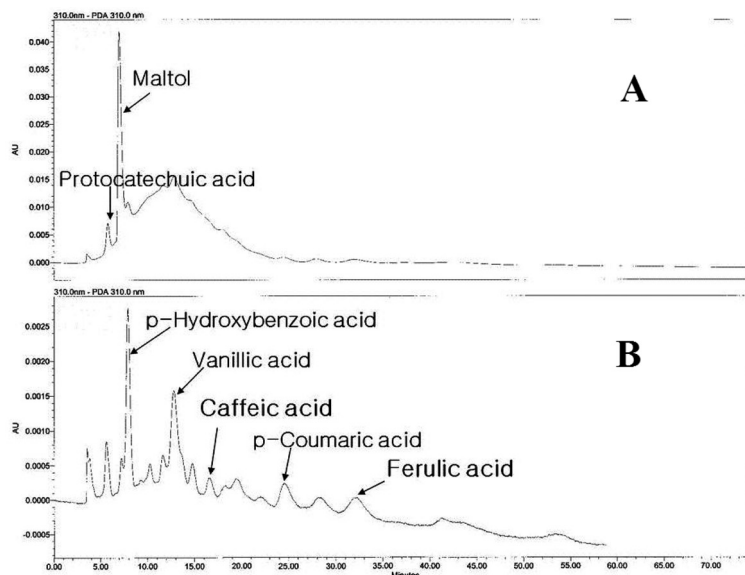 310.0nm - PDA 310.0 nm
0.040
Maltol
A
0.030
AU
0.020
Protocatechuic acid
0.015
0.010
0.005
0.000
310.0nm - PDA 310.0 nm
0.0025
p-Hydroxybenzoic acid
B
0.0020
Vanillic acid
0.0015
AU
Caffeic acid
0.0010
p-Coumaric acid
0.0005
Ferulic acid
0.0000
-0.0005
0.00 5.00 10.00 15.00 20.00 25.00 30.00 35.00 40.00 45.00 50.00 55.00 60.00 65.00 70.00
Minutes